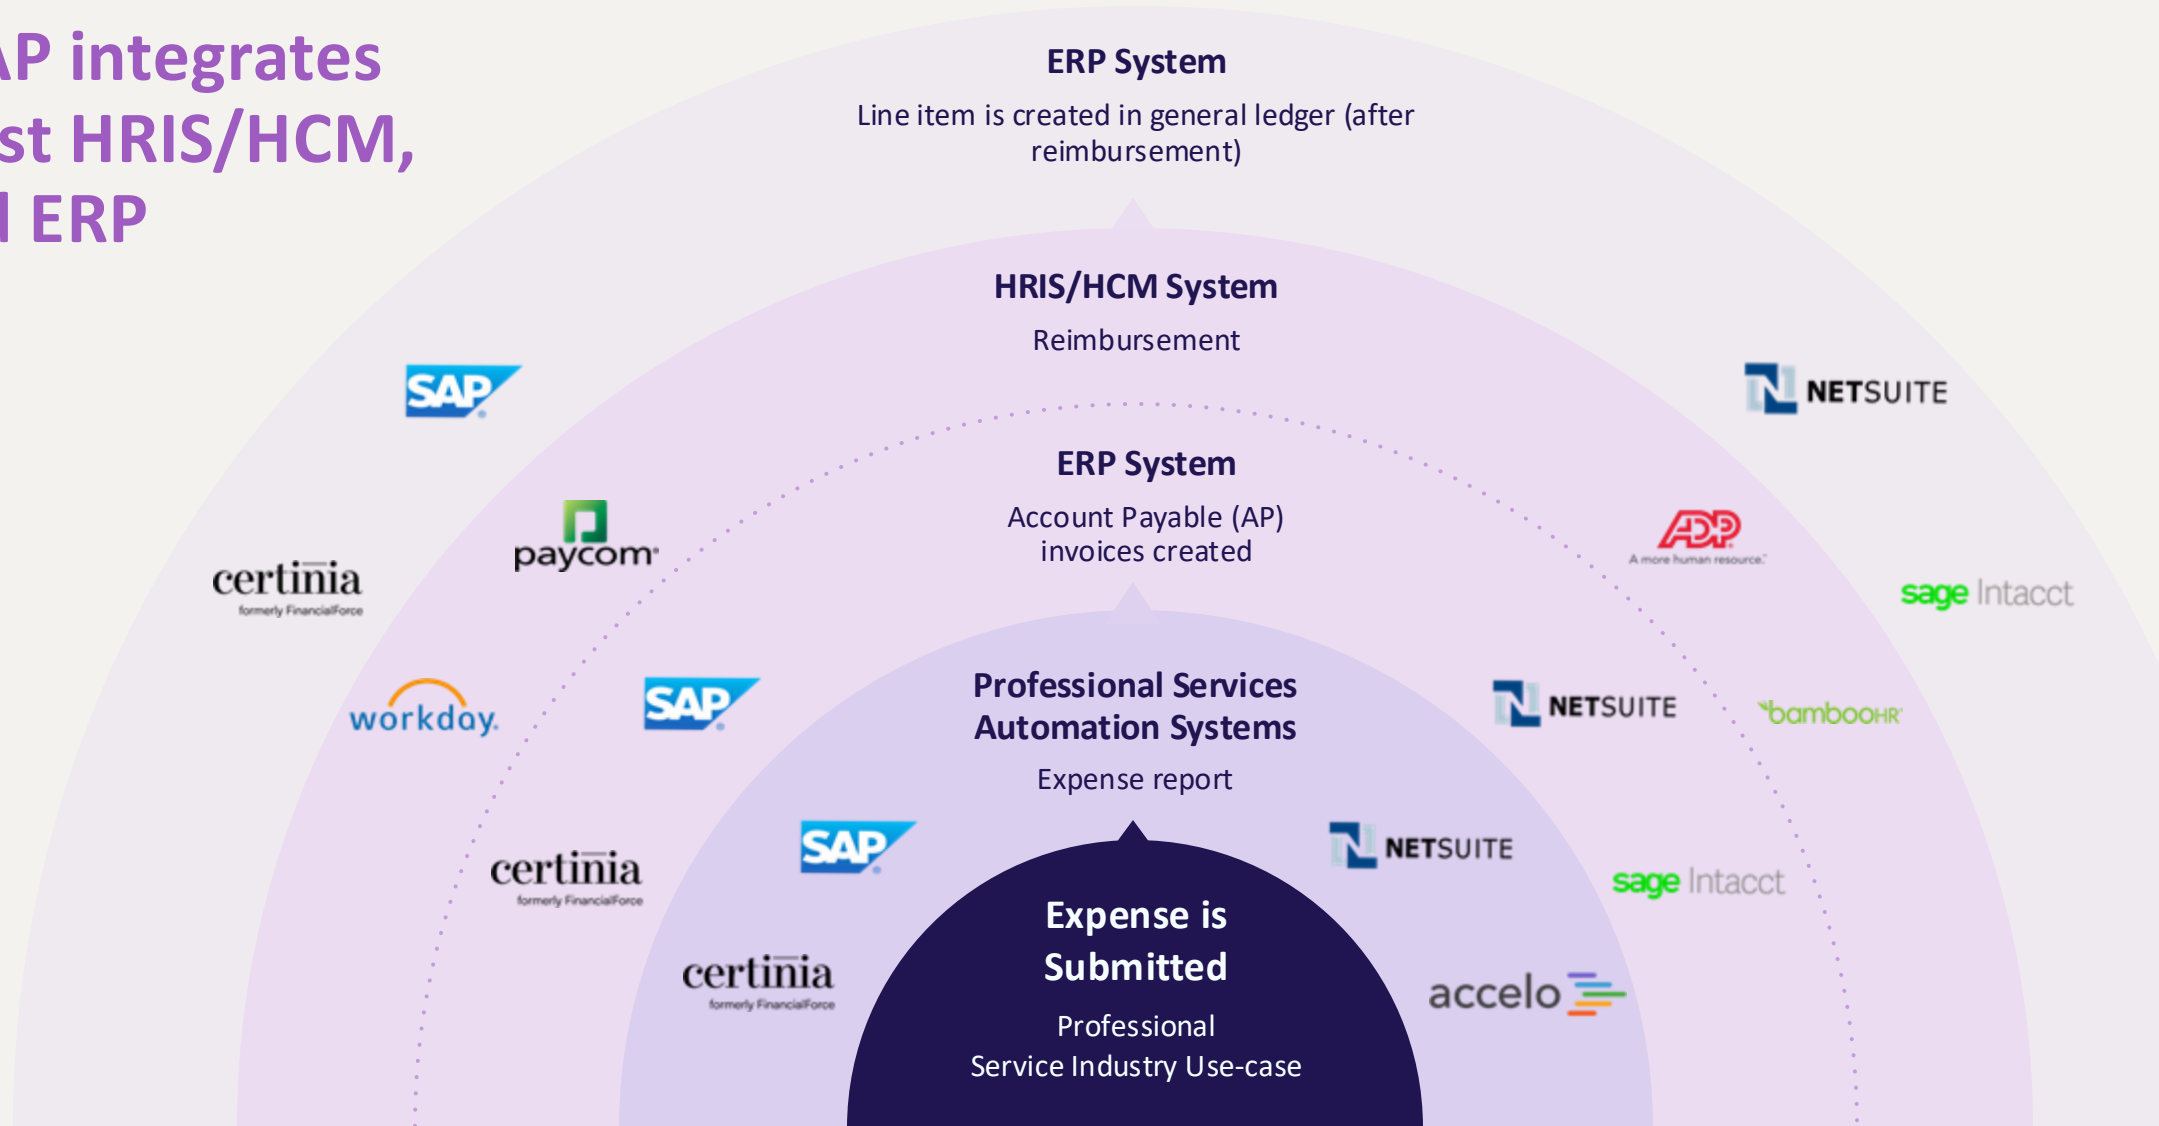 AP integrates
st HRIS/HCM,
ERP
ERP System
Line item is created in general ledger (after
reimbursement)
HRIS/HCM System
Reimbursement
SAP
®
NETSUITE
ERP System
Account Payable (AP)
invoices created
paycom®
ADP
A more human resource.™
certinia
formerly FinancialForce
sage Intacct
Professional Services
Automation Systems
Expense report
workday.
SAP
®
NETSUITE
bambooHR®
SAP
®
NETSUITE
certinia
formerly FinancialForce
sage Intacct
Expense is
Submitted
Professional
Service Industry Use-case
certinia
formerly FinancialForce
accelo